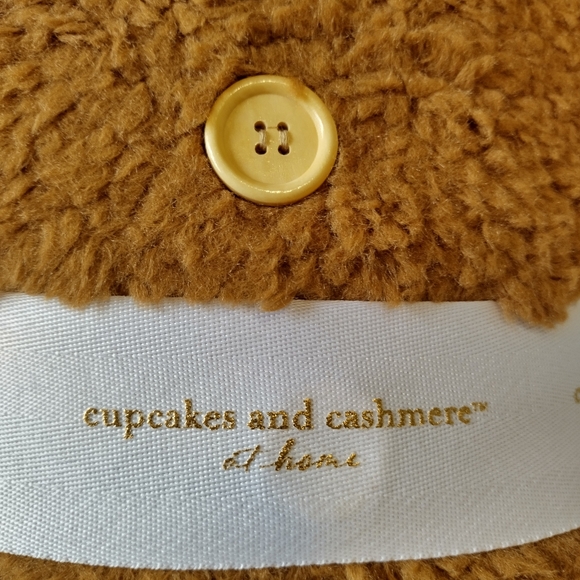 cupcakes and cashmere™
at home